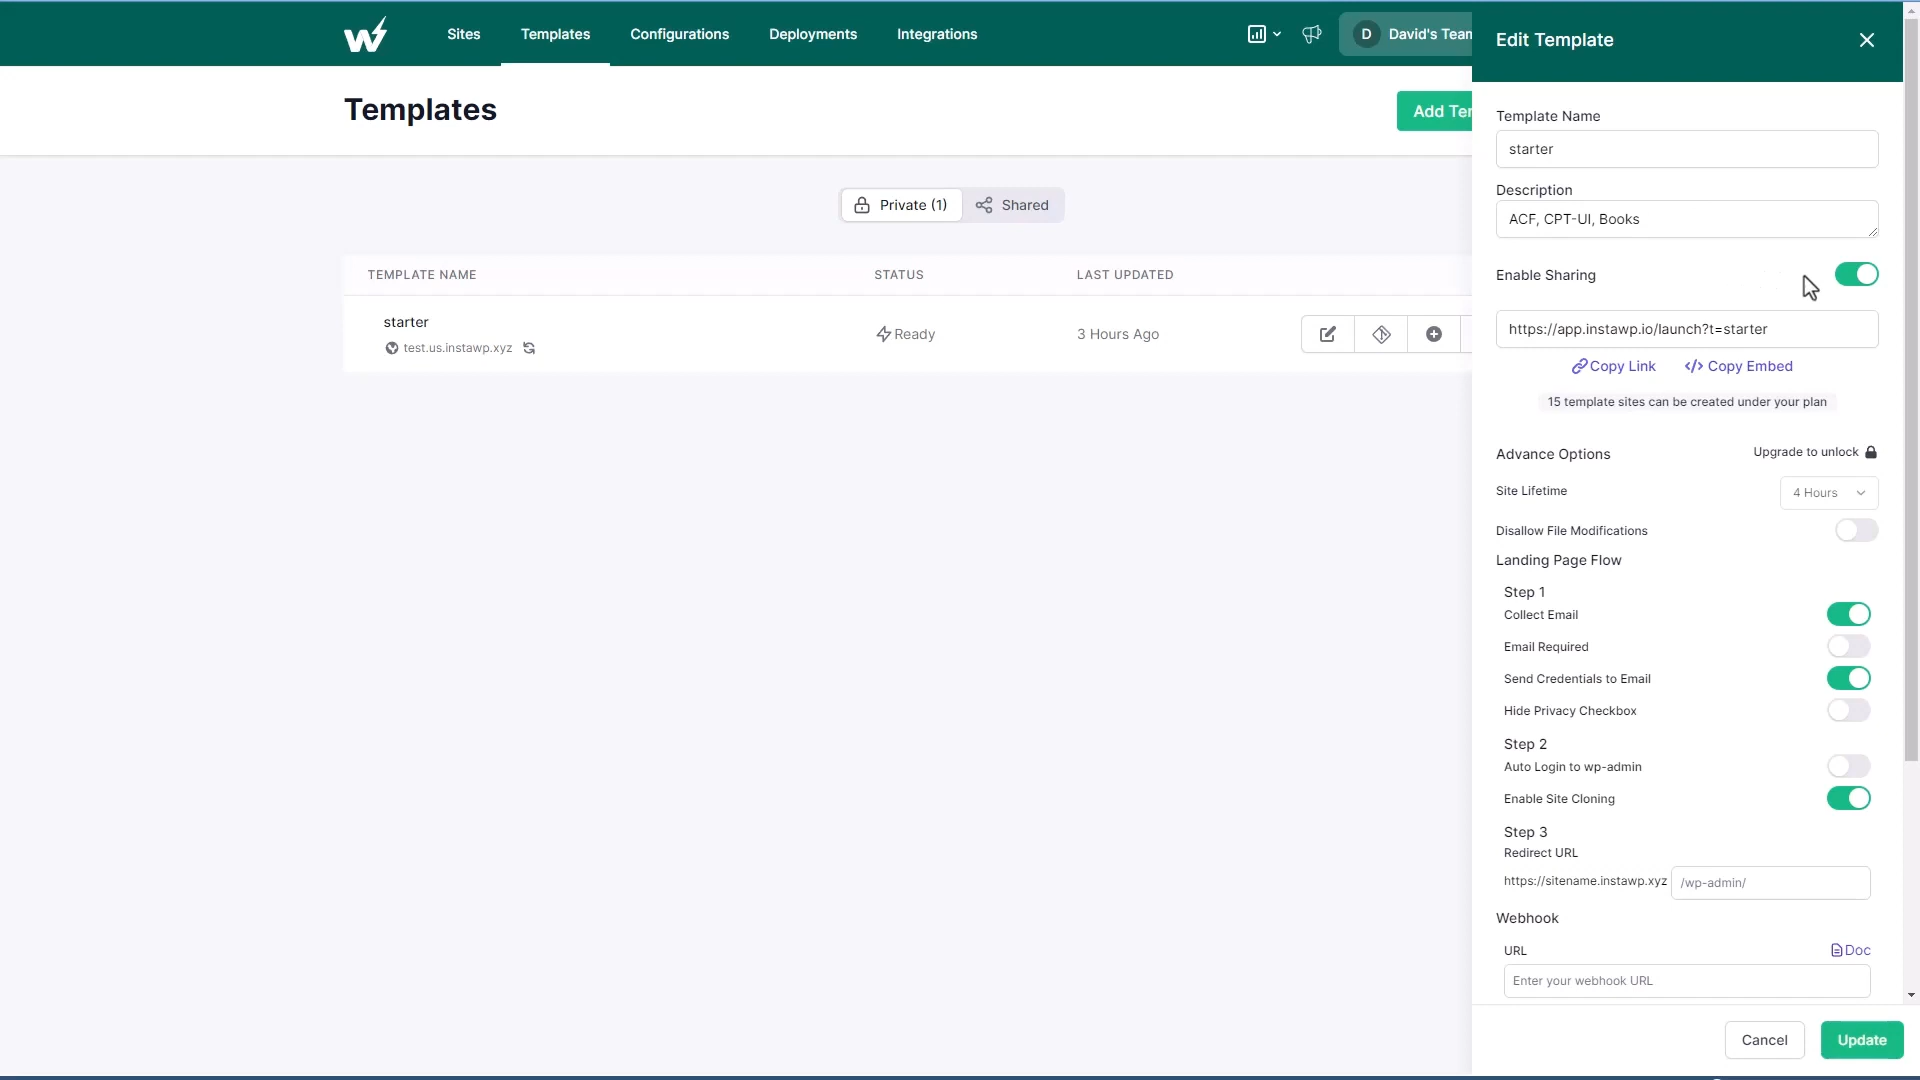 Sites
Templates
Configurations
Deployments
Integrations
D
David's Team
Edit Template
Templates
Add Ter
Template Name
starter
Description
ACF, CPT-UI, Books
Private (1)
Shared
Enable Sharing
TEMPLATE NAME
STATUS
LAST UPDATED
starter
test.us.instawp.xyz
Ready
3 Hours Ago
https://app.instawp.io/launch?t=starter
Copy Link
</> Copy Embed
15 template sites can be created under your plan
Advance Options
Upgrade to unlock
Site Lifetime
4 Hours
Disallow File Modifications
Landing Page Flow
Step 1
Collect Email
Email Required
Send Credentials to Email
Hide Privacy Checkbox
Step 2
Auto Login to wp-admin
Enable Site Cloning
Step 3
Redirect URL
https://sitename.instawp.xyz
/wp-admin/
Webhook
URL
Doc
Enter your webhook URL
Cancel
Update